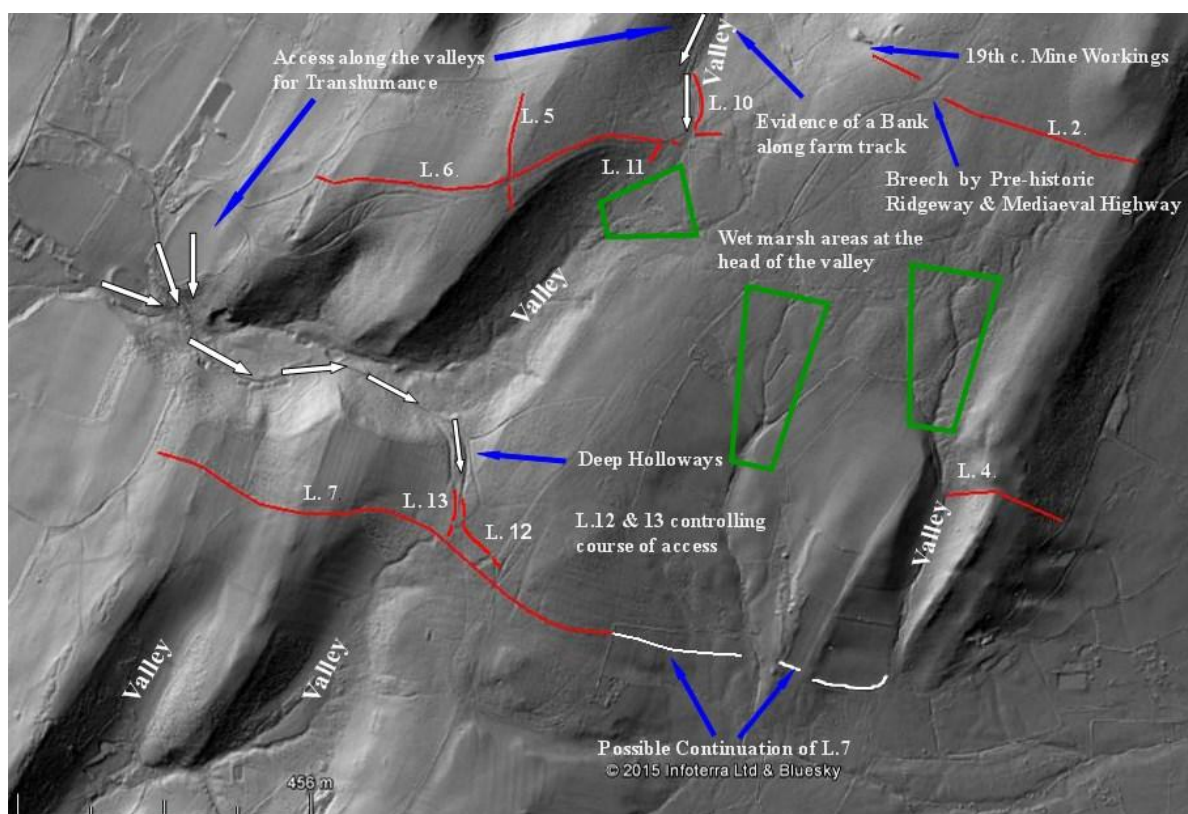 Access along the valleys
for Transhumance
Valley
19th c. Mine Workings
L. 5
L. 10
Evidence of a Bank
along farm track
L. 2.
L. 6.
L. 11
Breech by Pre-historic
Ridgeway & Mediaeval Highway
Wet marsh areas at the
head of the valley
Valley
Deep Holloways
L. 4.
L. 7.
L. 13
L. 12
L.12 & 13 controlling
course of access
Valley
Valley
Valley
Possible Continuation of L.7
© 2015 Infoterra Ltd & Bluesky
456 m